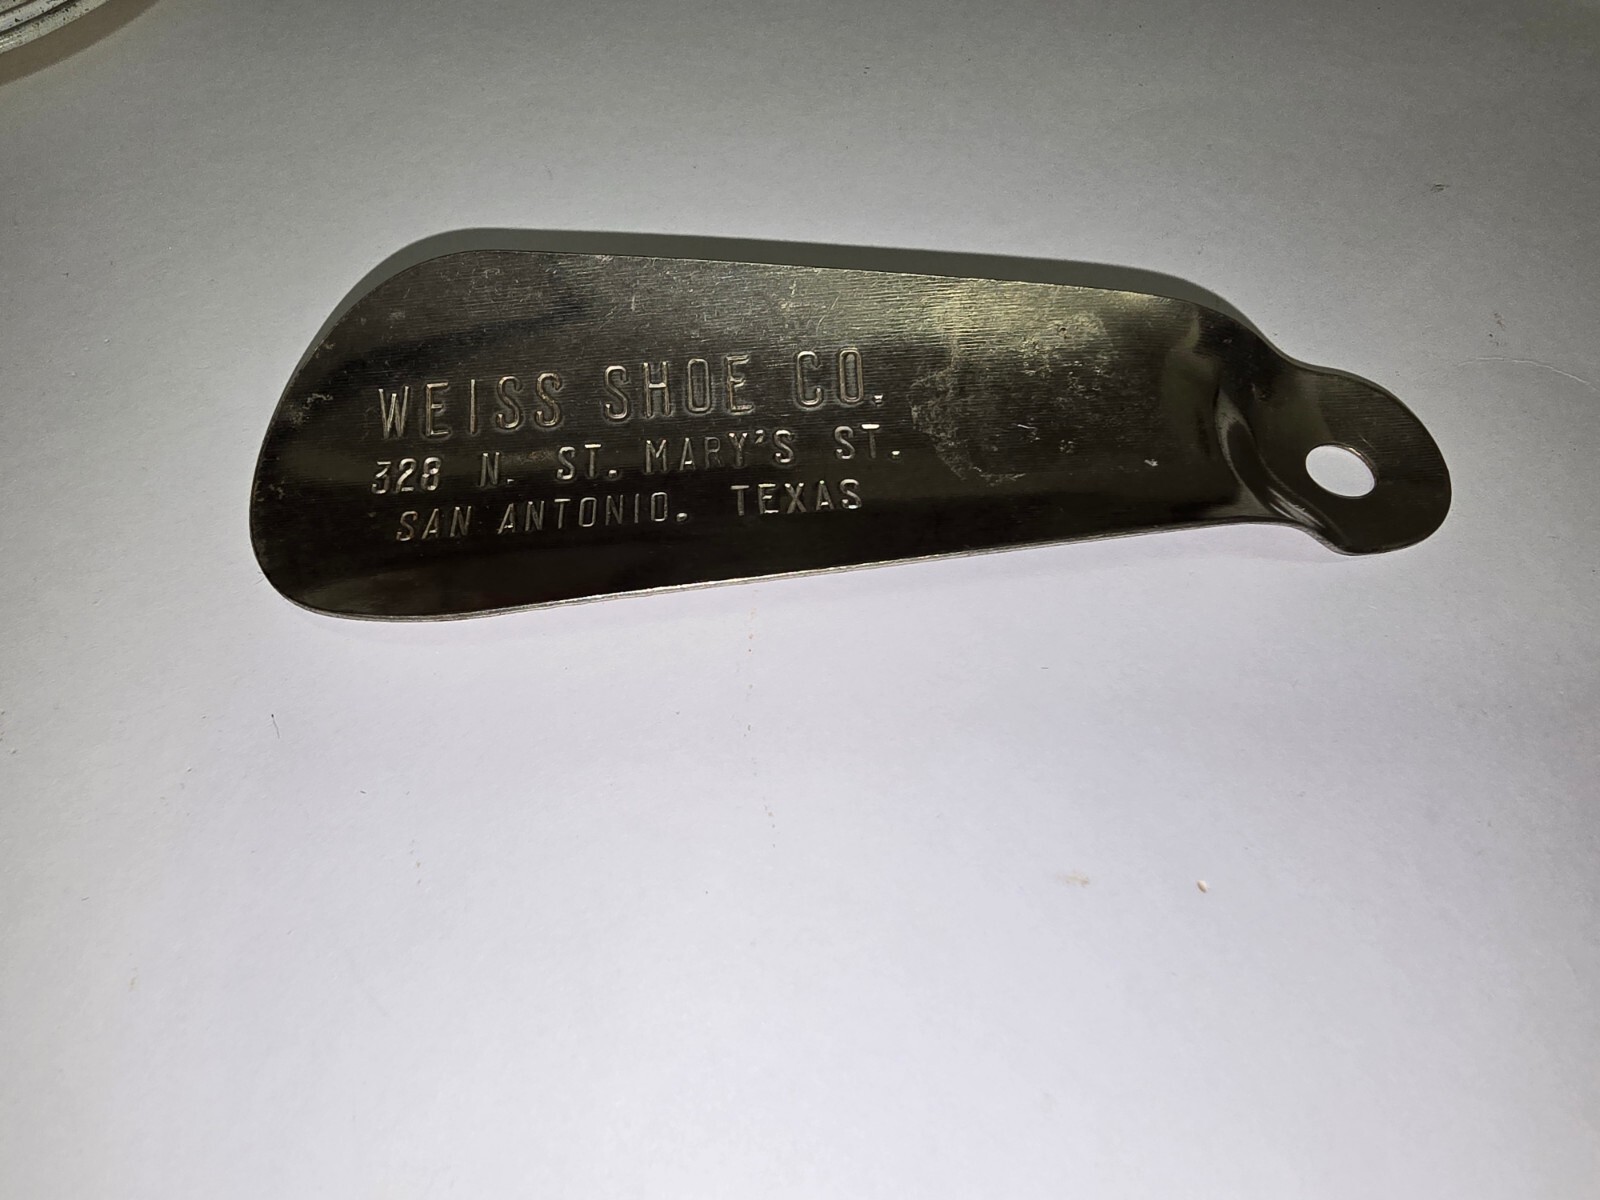 WEISS SHOE CO.
328 N. ST. MARY'S ST.
SAN ANTONIO, TEXAS